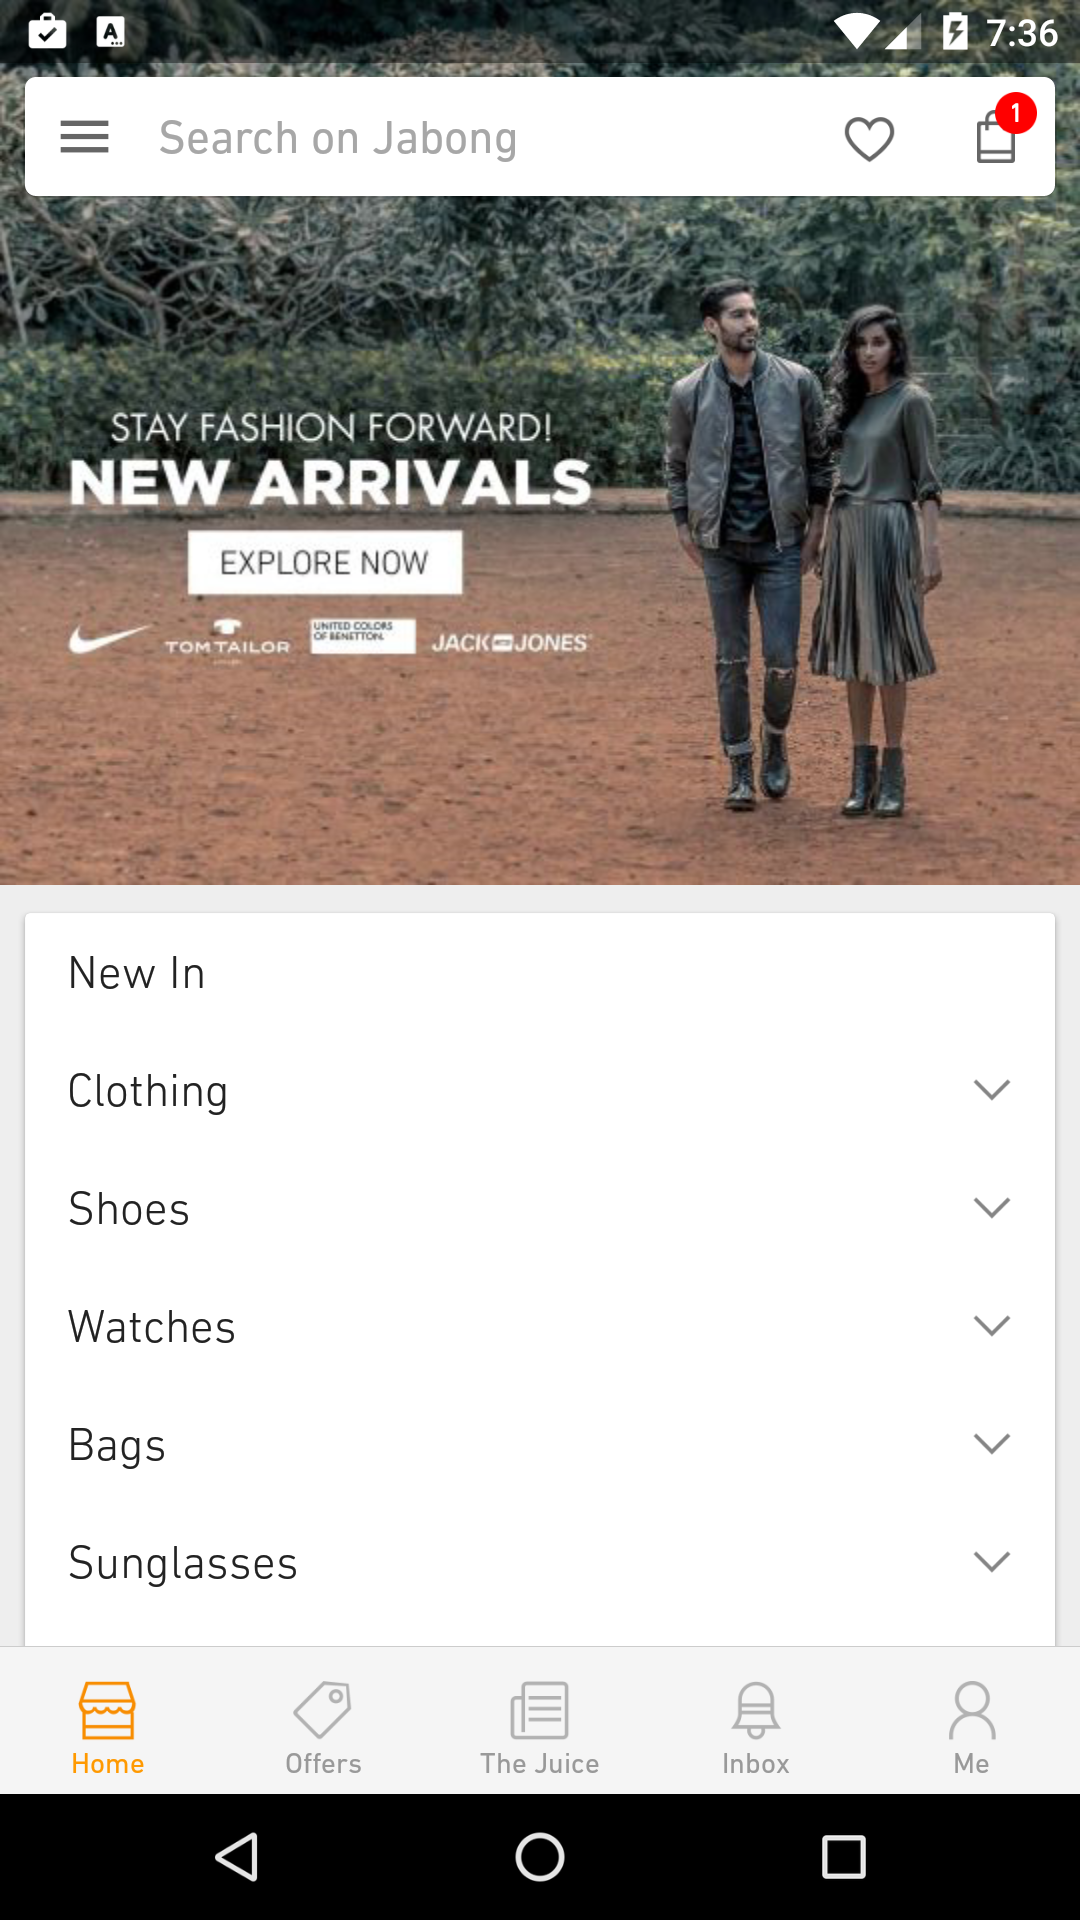 7:36
Search on Jabong
1
STAY FASHION FORWARD!
NEW ARRIVALS
EXPLORE NOW
TOM TAILOR
UNITED COLORS
OF BENETTON.
JACK JONES
New In
Clothing
Shoes
Watches
Bags
Sunglasses
Home
Offers
The Juice
Inbox
Me